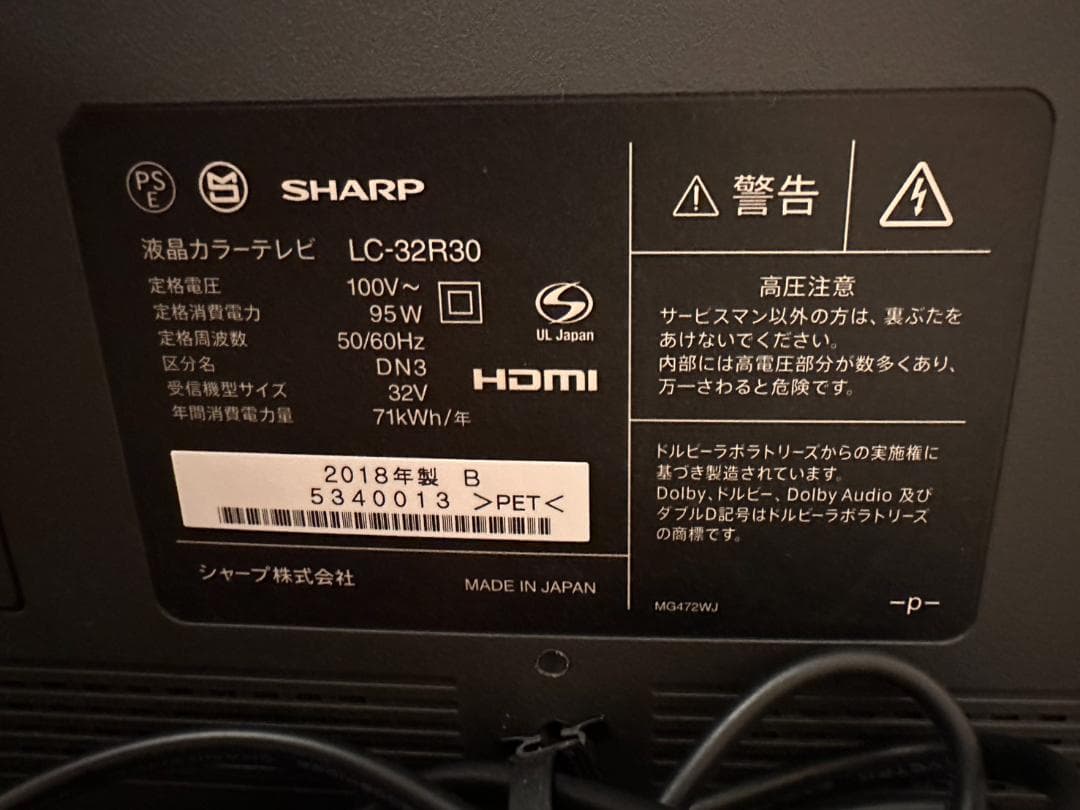 PS
E
SHARP
液晶カラーテレビ LC-32R30
定格電圧 100V～
定格消費電力 95W
定格周波数 50/60Hz
区分名 DN3
受信機型サイズ 32V
年間消費電力量 71kWh/年
UL Japan
HDMI
2018年製 B
5340013 >PET<
シャープ株式会社 MADE IN JAPAN
警告
高圧注意
サービスマン以外の方は、裏ぶたを
あけないでください。
内部には高電圧部分が数多くあり、
万一さわると危険です。
ドルビーラボラトリーズからの実施権に
基づき製造されています。
Dolby、ドルビー、Dolby Audio 及び
ダブルD記号はドルビーラボラトリーズ
の商標です。
MG472WJ -p-